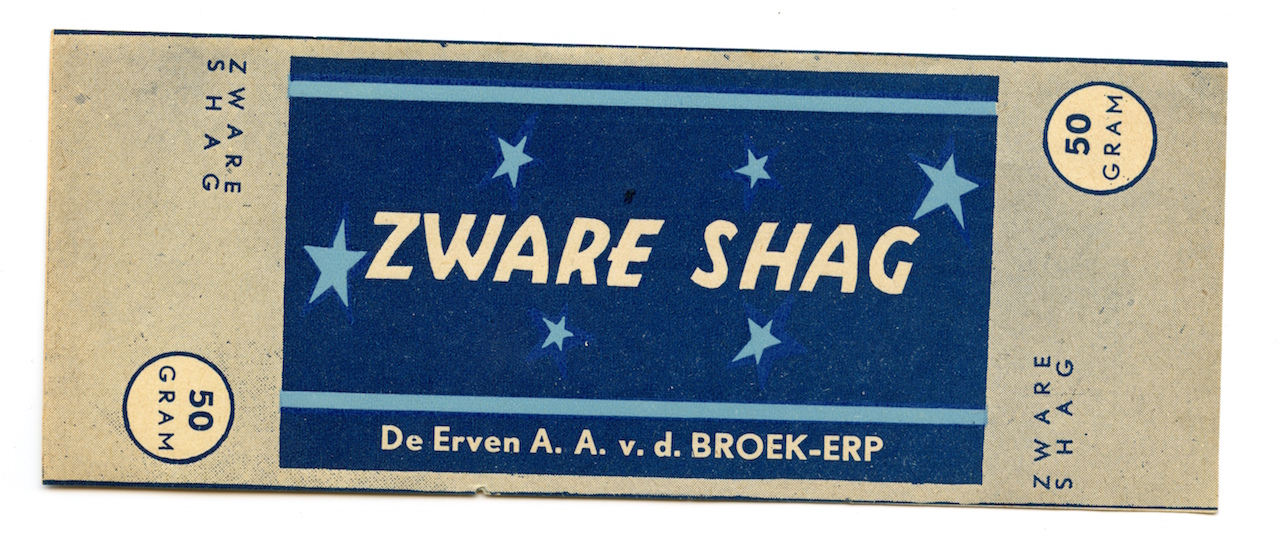 ZWARE
SHAG
50
GRAM
ZWARE SHAG
De Erven A. A. v. d. BROEK-ERP
50
GRAM
ZWARE
SHAG